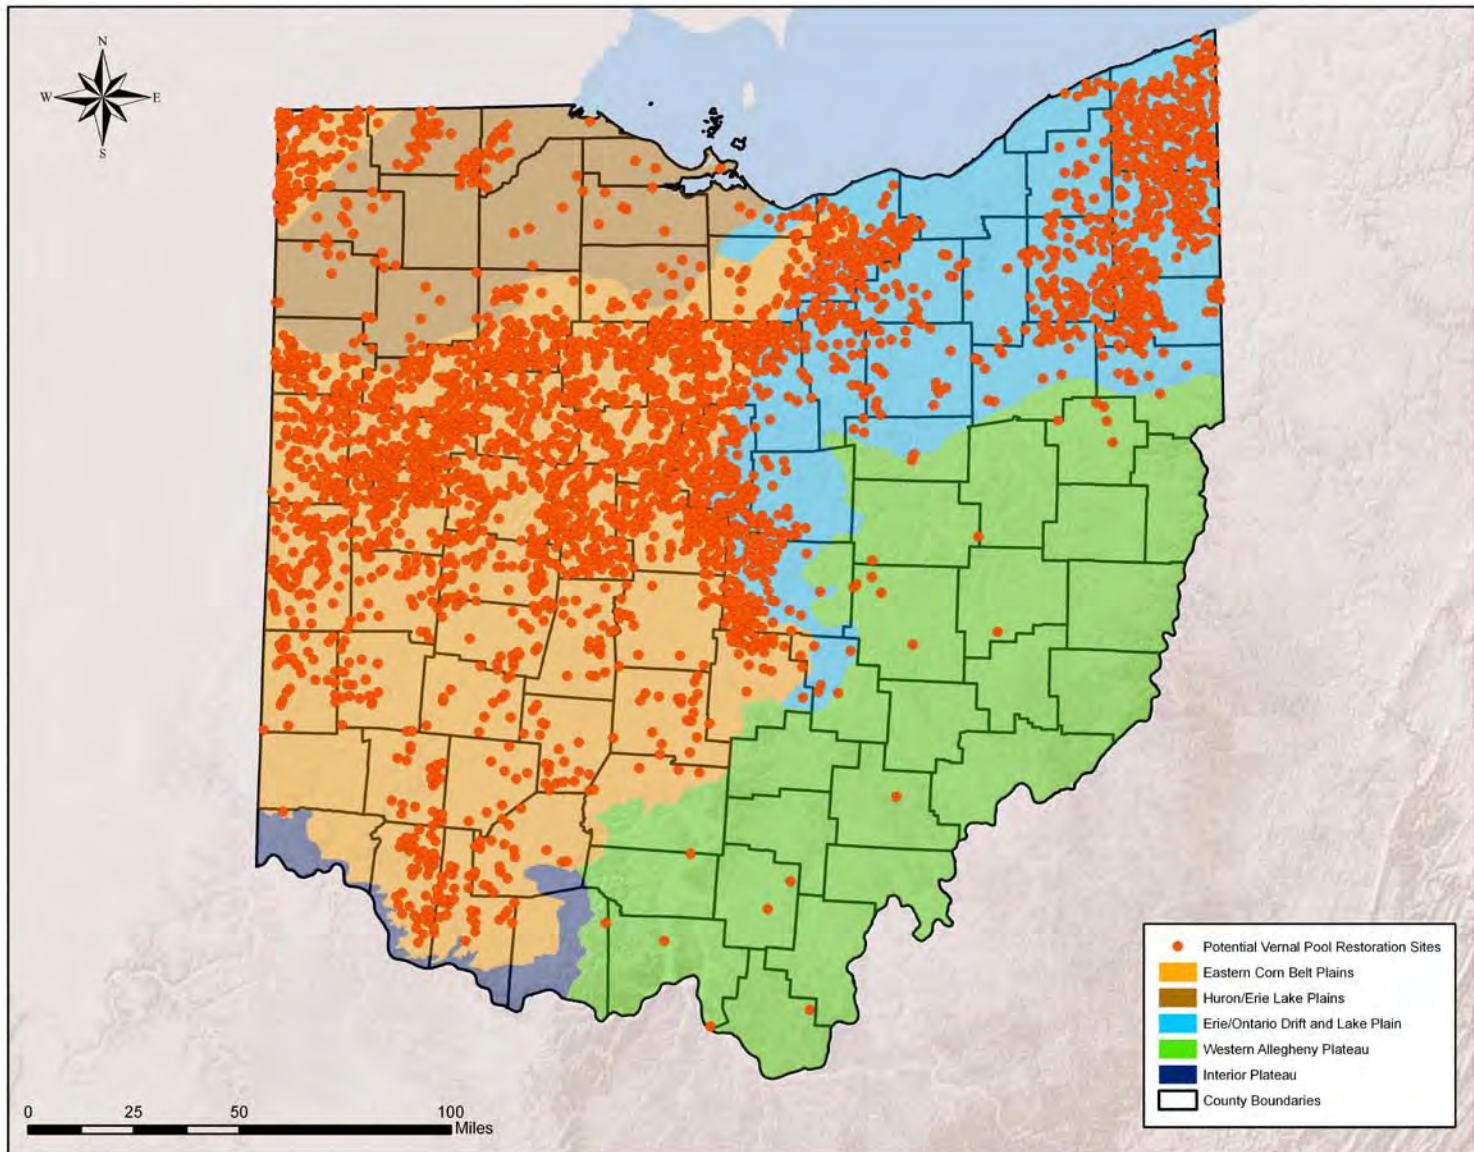 N
W E
S
Potential Vernal Pool Restoration Sites
Eastern Corn Belt Plains
Huron/Erie Lake Plains
Erie/Ontario Drift and Lake Plain
Western Allegheny Plateau
Interior Plateau
County Boundaries
0 25 50 100
Miles